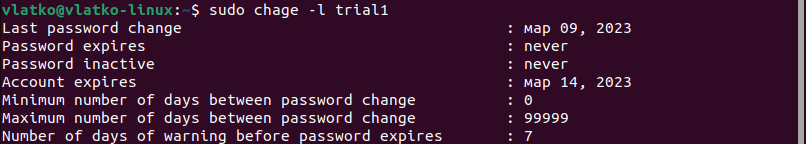 vlatko@vlatko-linux:~$ sudo chage -l trial1
Last password change : мар 09, 2023
Password expires : never
Password inactive : never
Account expires : мар 14, 2023
Minimum number of days between password change : 0
Maximum number of days between password change : 99999
Number of days of warning before password expires : 7